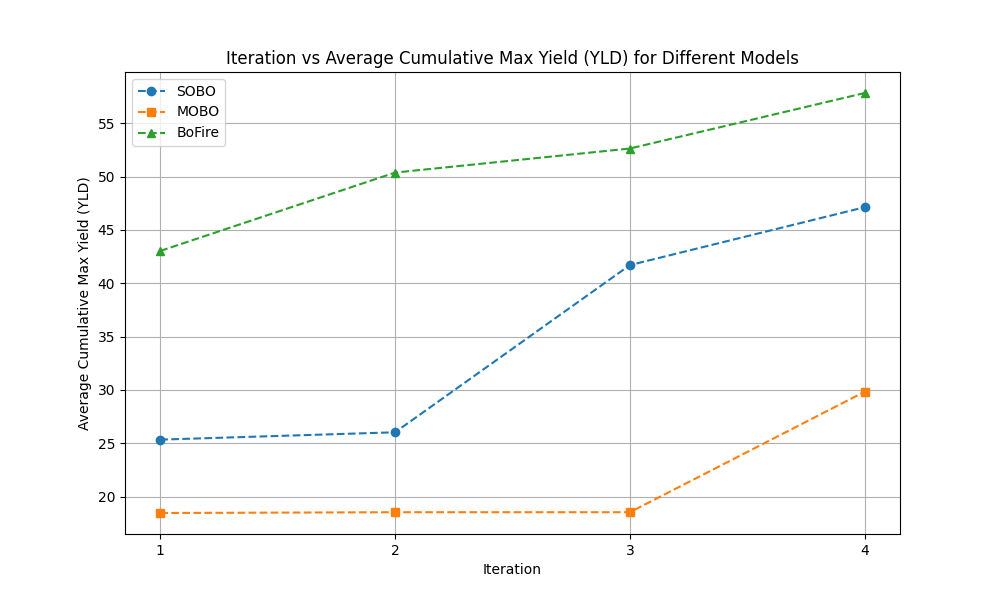 Iteration vs Average Cumulative Max Yield (YLD) for Different Models
SOBO
MOBO
BoFire
Average Cumulative Max Yield (YLD)
55
50
45
40
35
30
25
20
1 2 3 4
Iteration